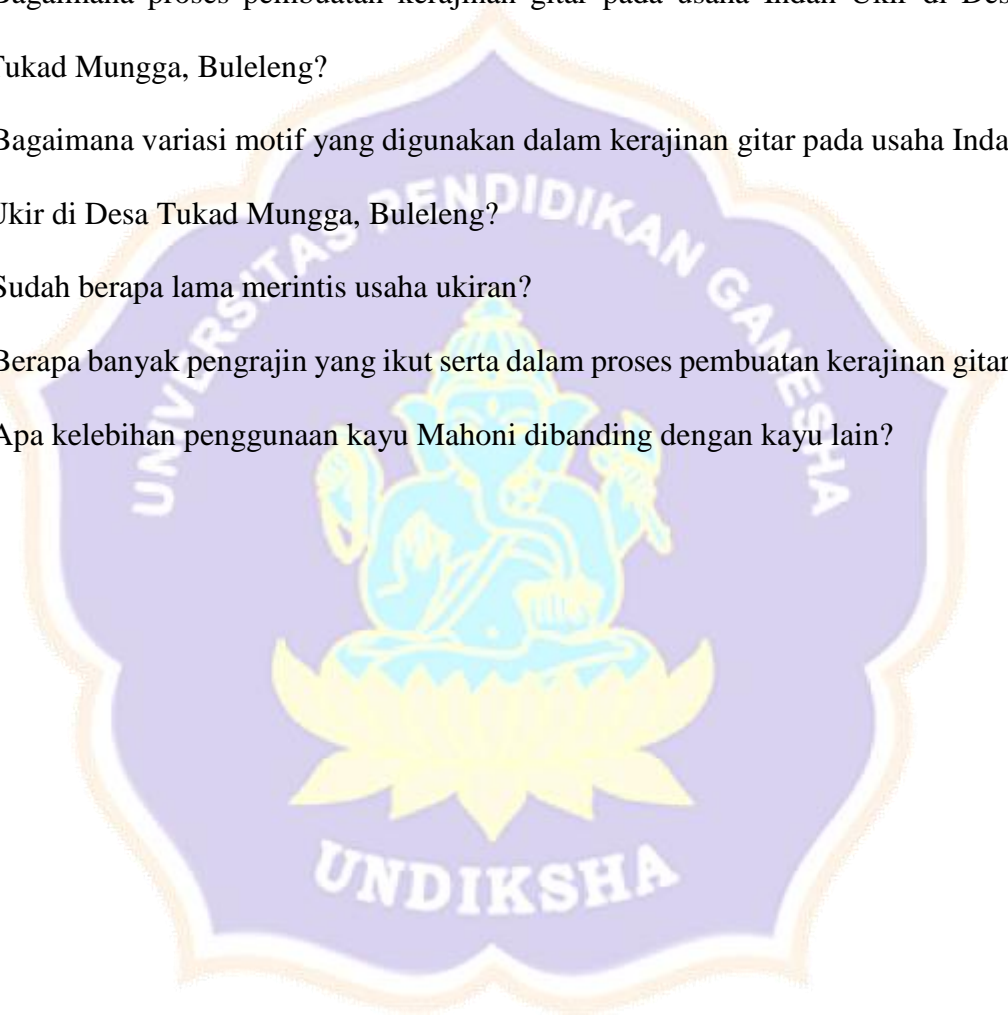 Bagaimana proses pembuatan kerajinan gitar pada usaha Indah Ukir di Des
Tukad Mungga, Buleleng?
Bagaimana variasi motif yang digunakan dalam kerajinan gitar pada usaha Inda
Ukir di Desa Tukad Mungga, Buleleng?
Sudah berapa lama merintis usaha ukiran?
Berapa banyak pengrajin yang ikut serta dalam proses pembuatan kerajinan gitar
Apa kelebihan penggunaan kayu Mahoni dibanding dengan kayu lain?
UNIVERSITAS PENDIDIKAN GANESHA
UNDIKSHA